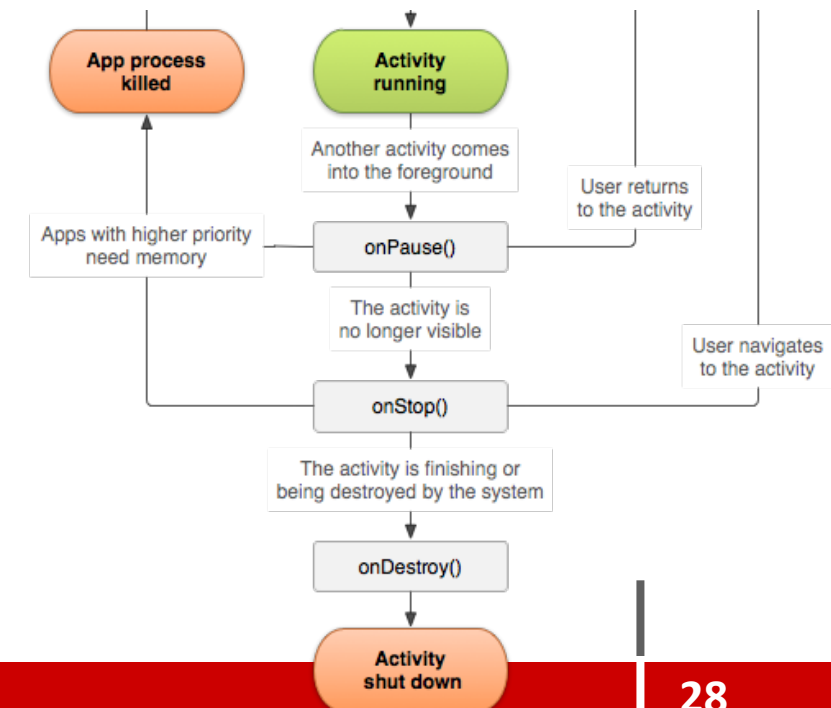 App process
killed
Activity
running
Another activity comes
into the foreground
User returns
to the activity
Apps with higher priority
need memory
onPause()
The activity is
no longer visible
User navigates
to the activity
onStop()
The activity is finishing or
being destroyed by the system
onDestroy()
Activity
shut down
28